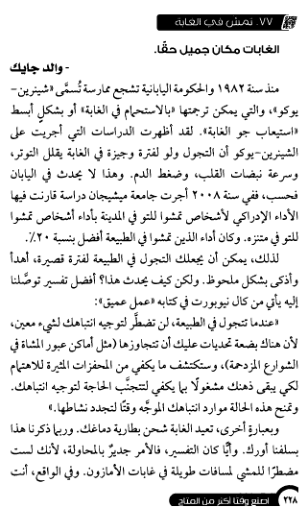 ٧٧. تمش في الغابة
الغابات مكان جميل حقًّا.
- والد جايك
منذ سنة ١٩٨٢ والحكومة اليابانية تشجع ممارسة تُسمَّى «شينرين-
يوكو»، والتي يمكن ترجمتها «بالاستحمام في الغابة» أو بشكلٍ أبسط
«استيعاب جو الغابة». لقد أظهرت الدراسات التي أجريت على
الشينرين-يوكو أن التجول ولو لفترة وجيزة في الغابة يقلل التوتر،
وسرعة نبضات القلب، وضغط الدم. وهذا لا يحدث في اليابان
فحسب، ففي سنة ٢٠٠٨ أجرت جامعة ميشيجان دراسة قارنت فيها
الأداء الإدراكي لأشخاص تمشوا للتو في المدينة بأداء أشخاص تمشوا
للتو في متنزه. وكان أداء الذين تمشوا في الطبيعة أفضل بنسبة ٢٠٪.
لذلك، يمكن أن يجعلك التجول في الطبيعة لفترة قصيرة، أهدأ
وأذكى بشكل ملحوظ. ولكن كيف يحدث هذا؟ أفضل تفسير توصلنا
إليه يأتي من كال نيوبورت في كتابه «عمل عميق»:
«عندما تتجول في الطبيعة، لن تضطر لتوجيه انتباهك لشيء معين،
لأن هناك بضعة تحديات عليك أن تتجاوزها (مثل أماكن عبور المشاة في
الشوارع المزدحمة)، وستكتشف ما يكفي من المحفزات المثيرة للاهتمام
لكي يبقى ذهنك مشغولًا بما يكفي لتتجنَّب الحاجة لتوجيه انتباهك.
وتمنح هذه الحالة موارد انتباهك الموجَّه وقتًا لتجدد نشاطها.»
وبعبارةٍ أخرى، تعيد الغابة شحن بطارية دماغك. وربما ذكرنا هذا
بسلفنا أورك. وأيًّا كان التفسير، فالأمر جديرٌ بالمحاولة، لأنك لست
مضطرًّا للمشي لمسافات طويلة في غابات الأمازون. وفي الواقع، أنت
٢٢٨ اصنع وقتًا أكثر من المتاح